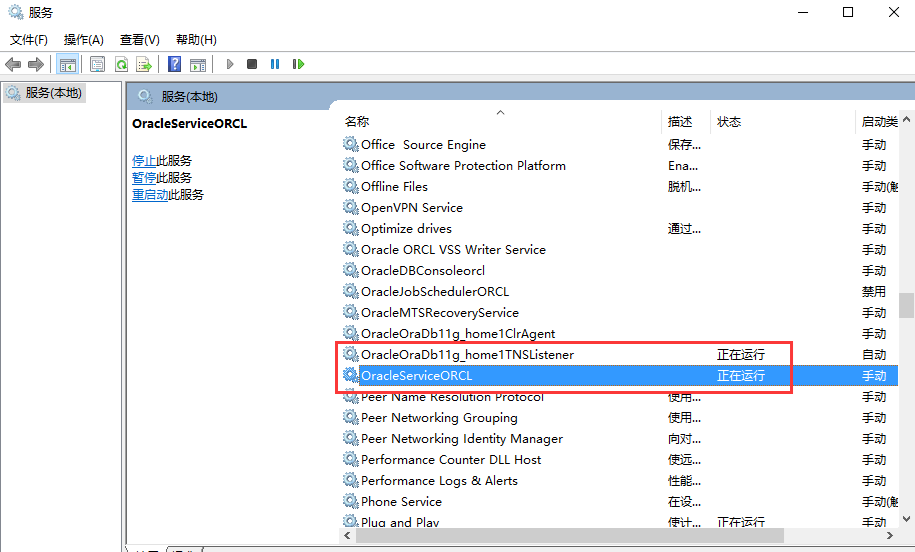 服务
文件(F) 操作(A) 查看(V) 帮助(H)
服务(本地)
服务(本地)
OracleServiceORCL
停止此服务
暂停此服务
重启动此服务
名称 描述 状态 启动类
Office Source Engine 保存... 手动
Office Software Protection Platform Ena... 手动
Offline Files 脱机... 手动(触
OpenVPN Service 手动
Optimize drives 通过... 手动
Oracle ORCL VSS Writer Service 手动
OracleDBConsoleorcl 手动
OracleJobSchedulerORCL 禁用
OracleMTSRecoveryService 手动
OracleOraDb11g_home1ClrAgent 手动
OracleOraDb11g_home1TNSListener 正在运行 自动
OracleServiceORCL 正在运行 手动
Peer Name Resolution Protocol 使用... 手动
Peer Networking Grouping 使用... 手动
Peer Networking Identity Manager 向对... 手动
Performance Counter DLL Host 使远... 手动
Performance Logs & Alerts 性能... 手动
Phone Service 在设... 手动(触
Plug and Play 使计... 正在运行 手动